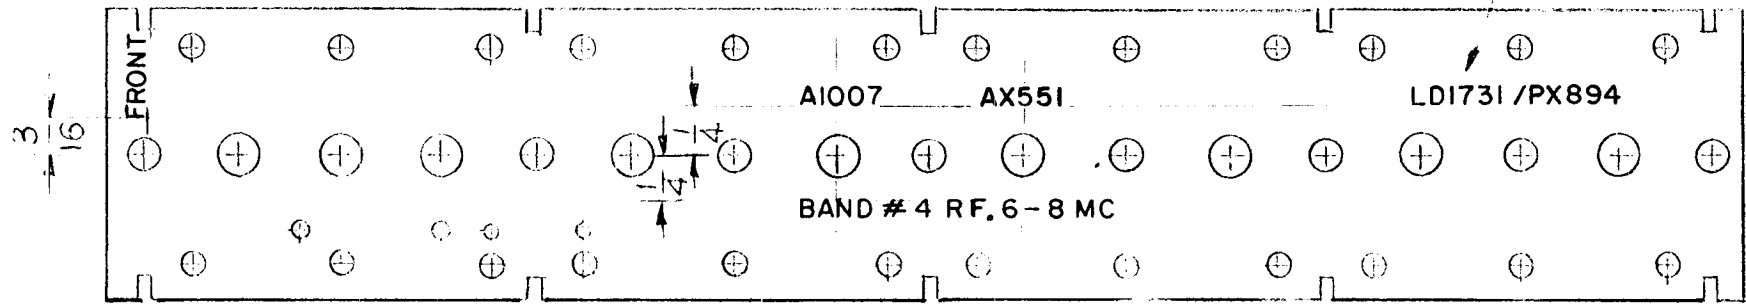 FRONT
A1007 AX551 LD1731/PX894
3/16
1/4
1/4
BAND # 4 RF. 6-8 MC